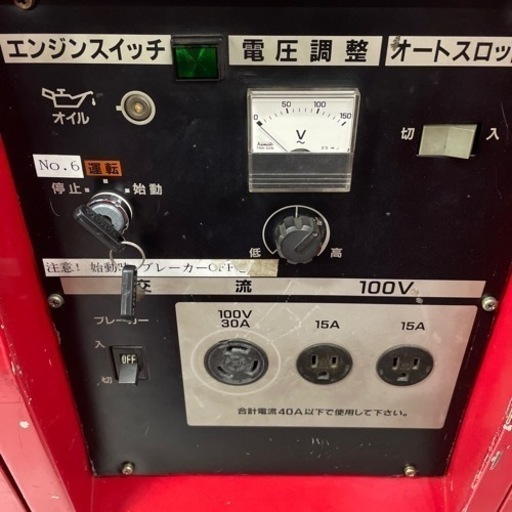 エンジンスイッチ
電圧調整
オートスロッ
オイル
0 50 100 150
V
切 入
No.6 運転
停止 始動
低 高
注意! 始動時 ブレーカーOFF
交流 100V
ブレーカー
入
OFF
切
100V
30A
15A
15A
合計電流40A以下で使用して下さい。